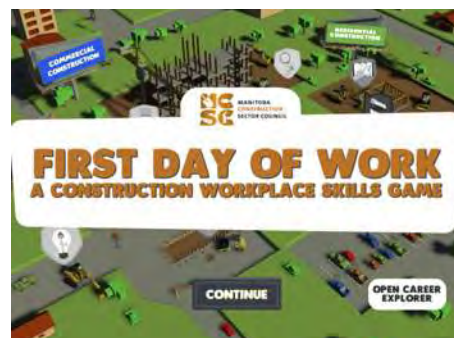 COMMERCIAL
CONSTRUCTION
RESIDENTIAL
CONSTRUCTION
MCSC
MANITOBA
CONSTRUCTION
SECTOR COUNCIL
FIRST DAY OF WORK
A CONSTRUCTION WORKPLACE SKILLS GAME
CONTINUE
OPEN CAREER
EXPLORER